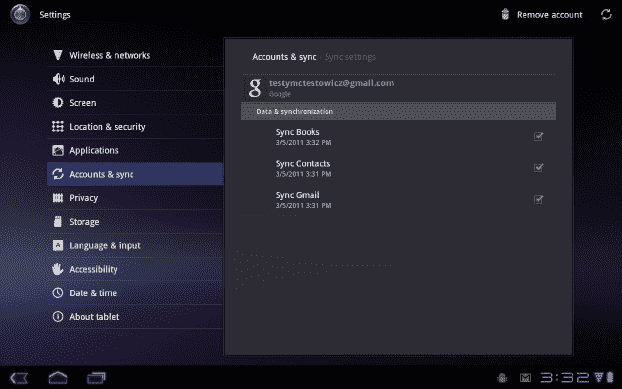 Settings
Remove account
Wireless & networks
Sound
Screen
Location & security
Applications
Accounts & sync
Privacy
Storage
Language & input
Accessibility
Date & time
About tablet
Accounts & sync Sync settings
testymctestowicz@gmail.com
Google
Data & synchronization
Sync Books
3/5/2011 3:32 PM
Sync Contacts
3/5/2011 3:31 PM
Sync Gmail
3/5/2011 3:31 PM
3:32